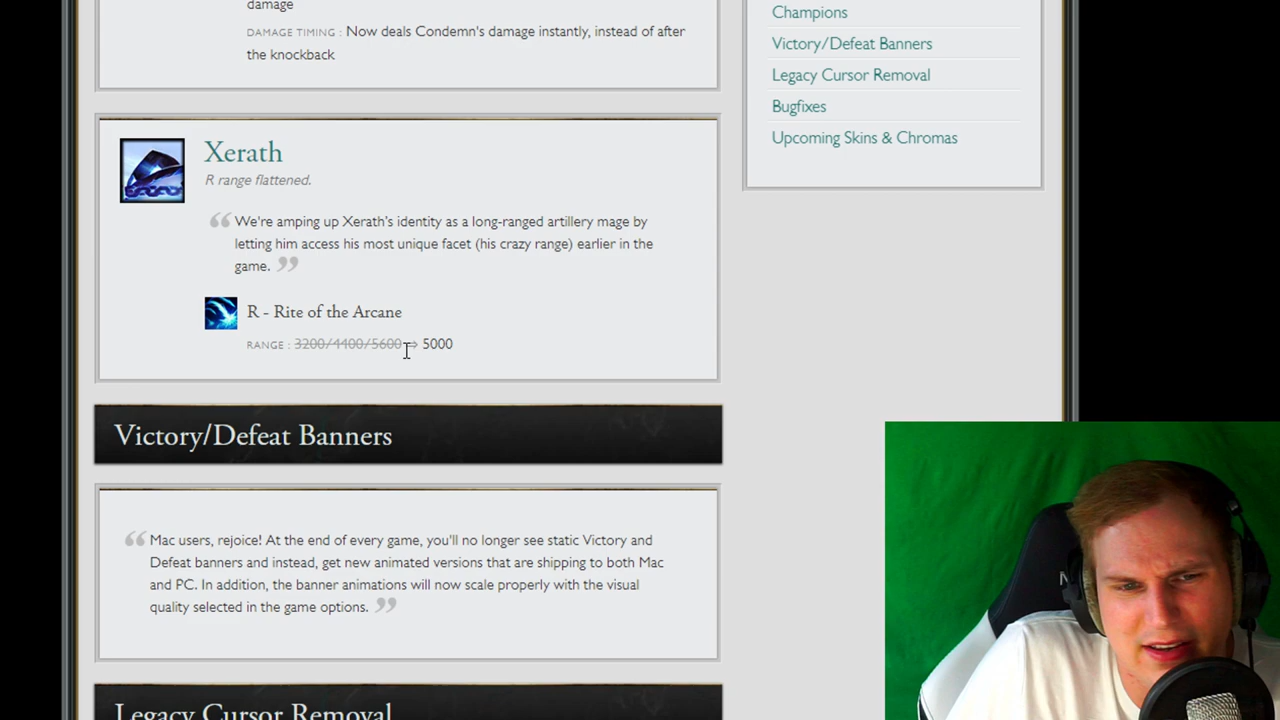 damage
DAMAGE TIMING : Now deals Condemn's damage instantly, instead of after
the knockback
Champions
Victory/Defeat Banners
Legacy Cursor Removal
Bugfixes
Upcoming Skins & Chromas
Xerath
R range flattened.
“ We're amping up Xerath's identity as a long-ranged artillery mage by
letting him access his most unique facet (his crazy range) earlier in the
game. ”
R - Rite of the Arcane
RANGE : 3200/4400/5600 ⇒ 5000
Victory/Defeat Banners
“ Mac users, rejoice! At the end of every game, you'll no longer see static Victory and
Defeat banners and instead, get new animated versions that are shipping to both Mac
and PC. In addition, the banner animations will now scale properly with the visual
quality selected in the game options. ”
Legacy Cursor Removal